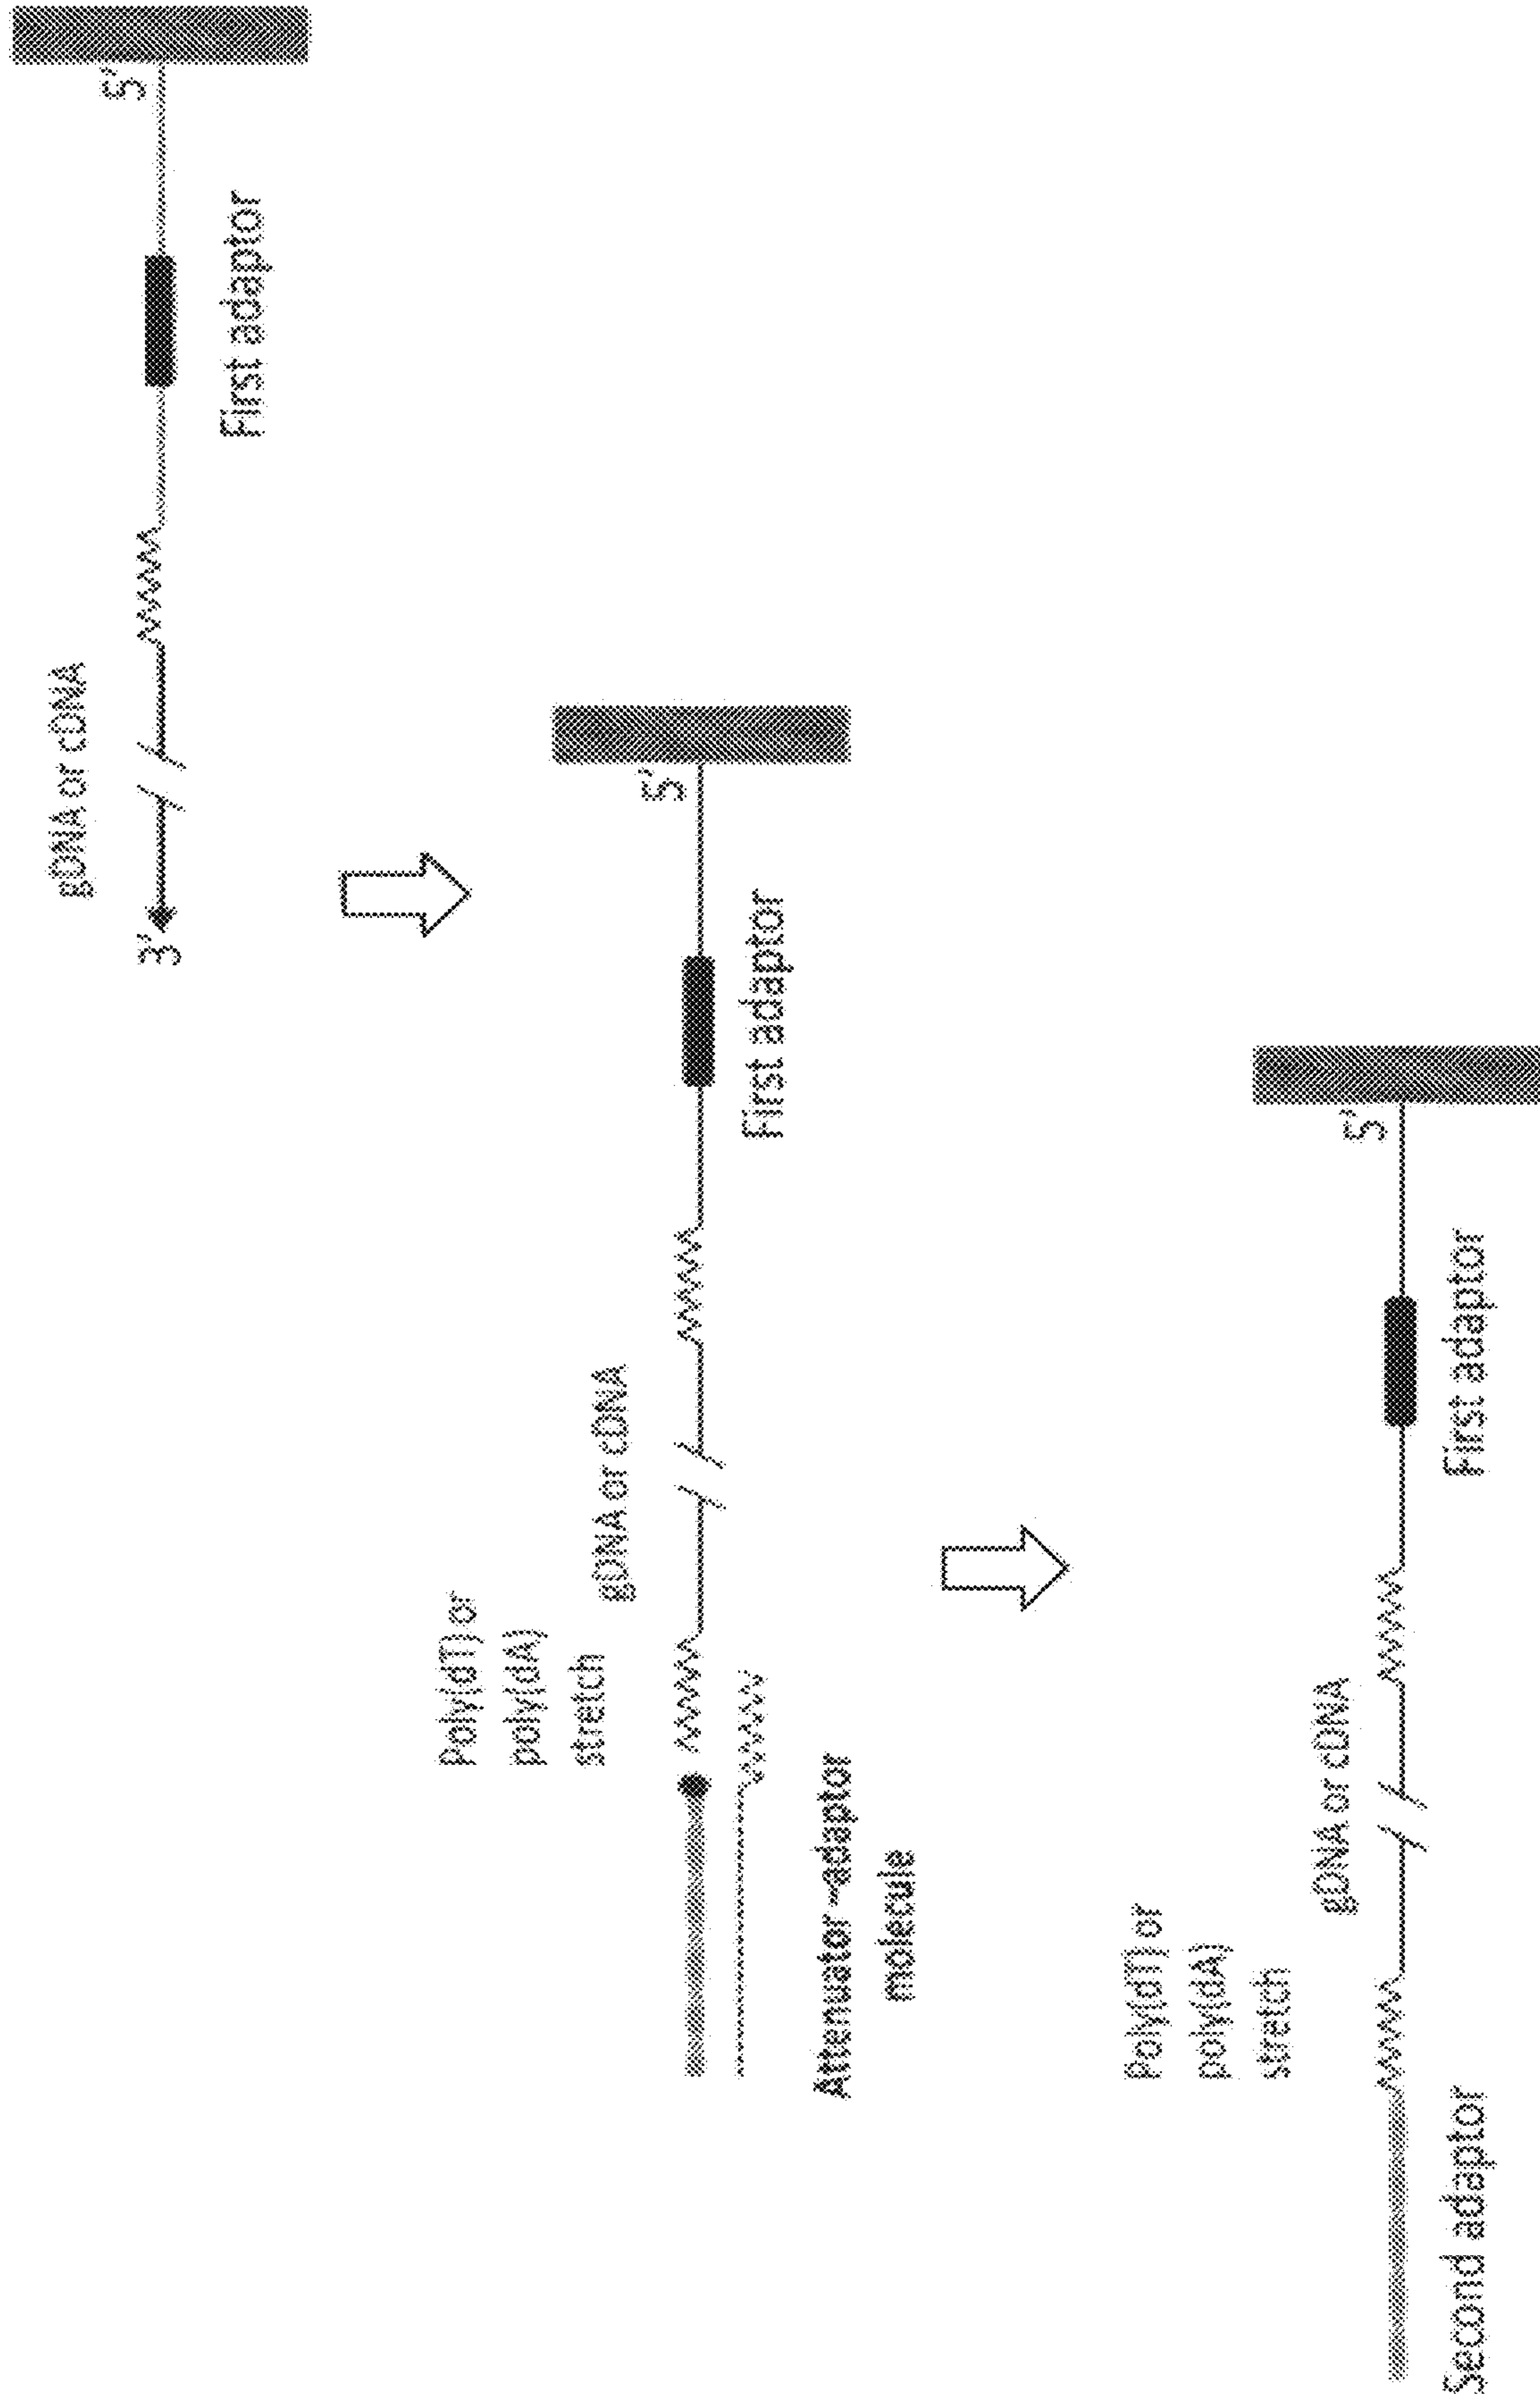 gDNA or cDNA
3'
5'
First adaptor
Poly(dT) or
poly(dA)
stretch
gDNA or cDNA
5'
Attenuator-adaptor
molecule
First adaptor
Poly(dT) or
poly(dA)
stretch
gDNA or cDNA
5'
Second adaptor
First adaptor